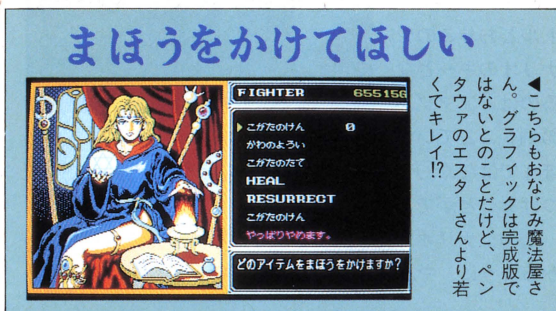 まほうをかけてほしい
FIGHTER 65515G
こがたのけん 0
かわのようい
こがたのたて
HEAL
RESURRECT
こがたのけん
やっぱりやめます。
どのアイテムをまほうをかけますか?
◀こちらもおなじみ魔法屋さ
ん。グラフィックは完成版で
はないとのことだけど、ペン
タウァのエスターさんより若
くてキレイ!?